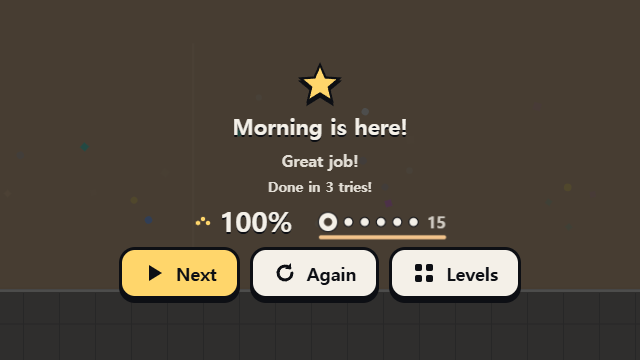 Morning is here!
Great job!
Done in 3 tries!
100% 15
Next Again Levels